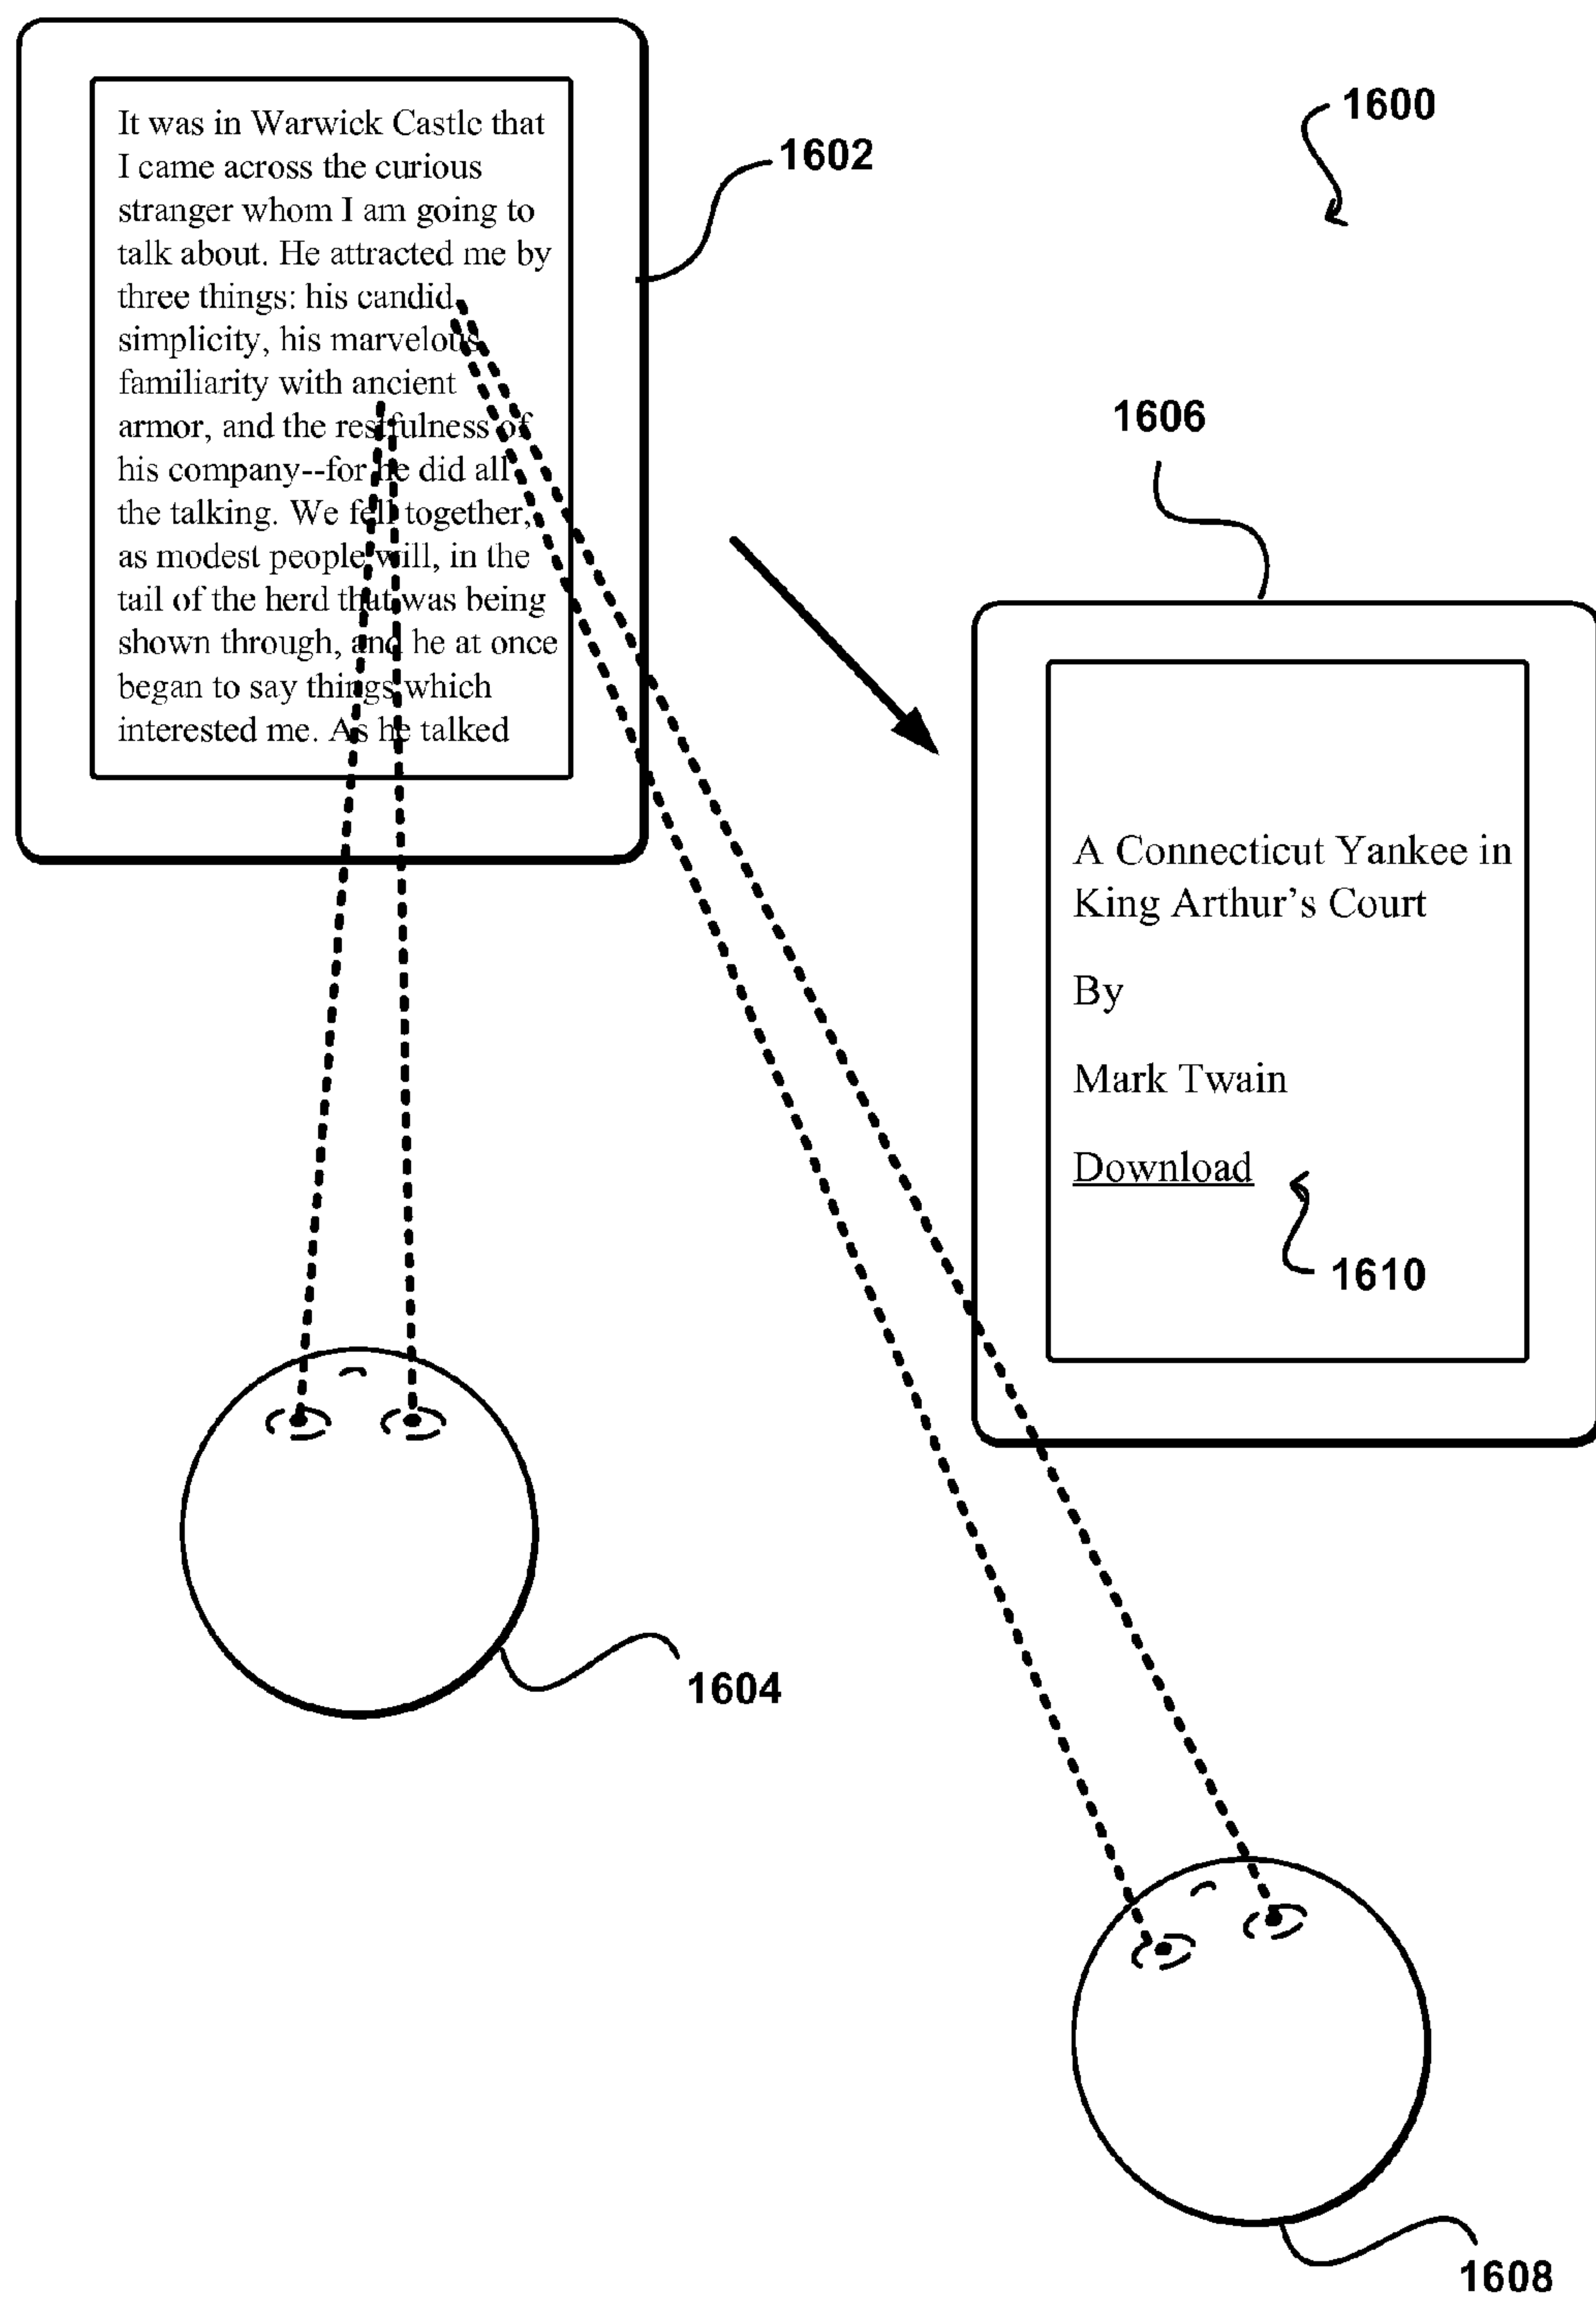 It was in Warwick Castle that
I came across the curious
stranger whom I am going to
talk about. He attracted me by
three things: his candid
simplicity, his marvelous
familiarity with ancient
armor, and the restfulness of
his company--for he did all
the talking. We fell together,
as modest people will, in the
tail of the herd that was being
shown through, and he at once
began to say things which
interested me. As he talked
1602
1600
1606
A Connecticut Yankee in
King Arthur's Court
By
Mark Twain
Download
1610
1604
1608